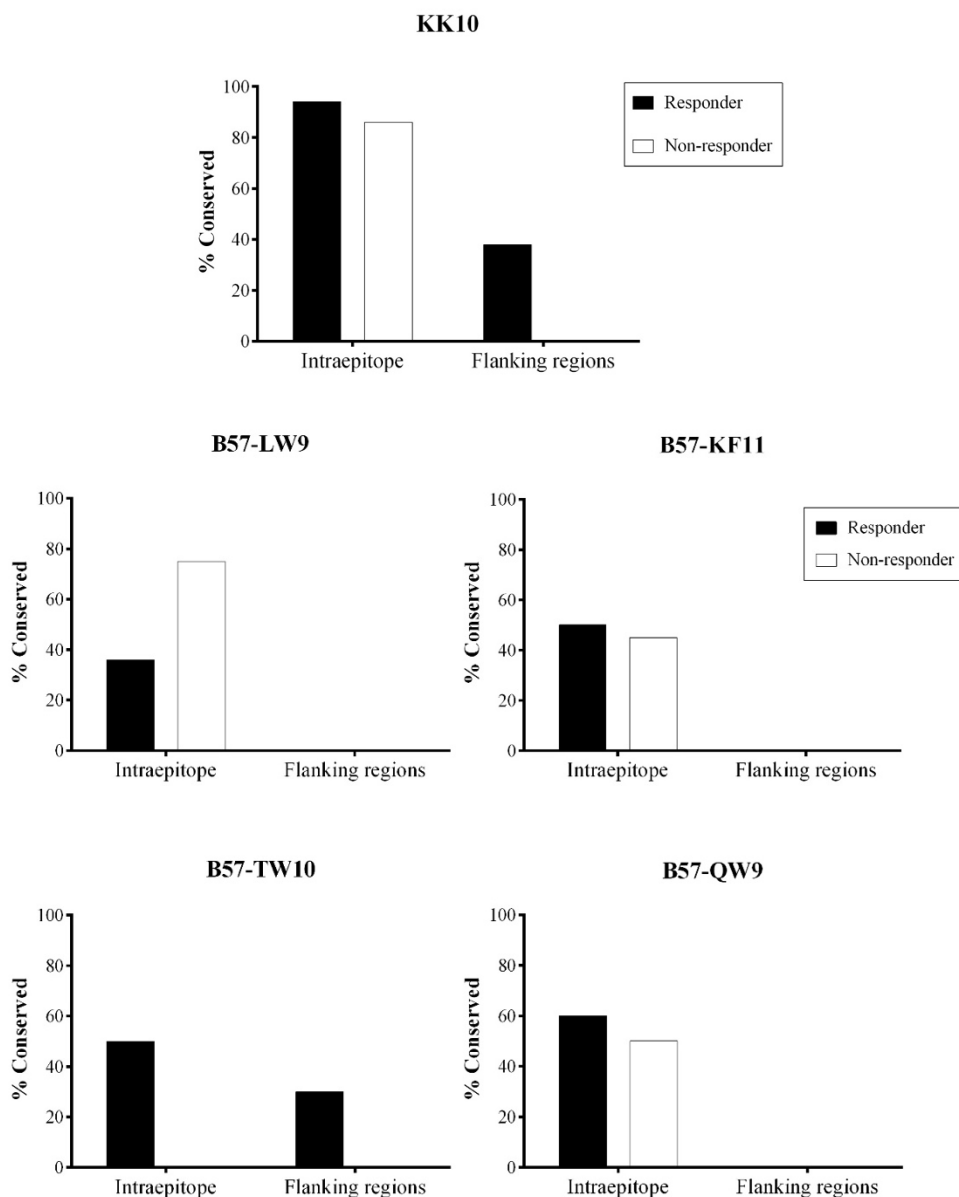 KK10
100
80
60
40
20
0
% Conserved
Responder
Non-responder
Intraepitope
Flanking regions
B57-LW9
100
80
60
40
20
0
% Conserved
Intraepitope
Flanking regions
B57-KF11
100
80
60
40
20
0
% Conserved
Responder
Non-responder
Intraepitope
Flanking regions
B57-TW10
100
80
60
40
20
0
% Conserved
Intraepitope
Flanking regions
B57-QW9
100
80
60
40
20
0
% Conserved
Intraepitope
Flanking regions